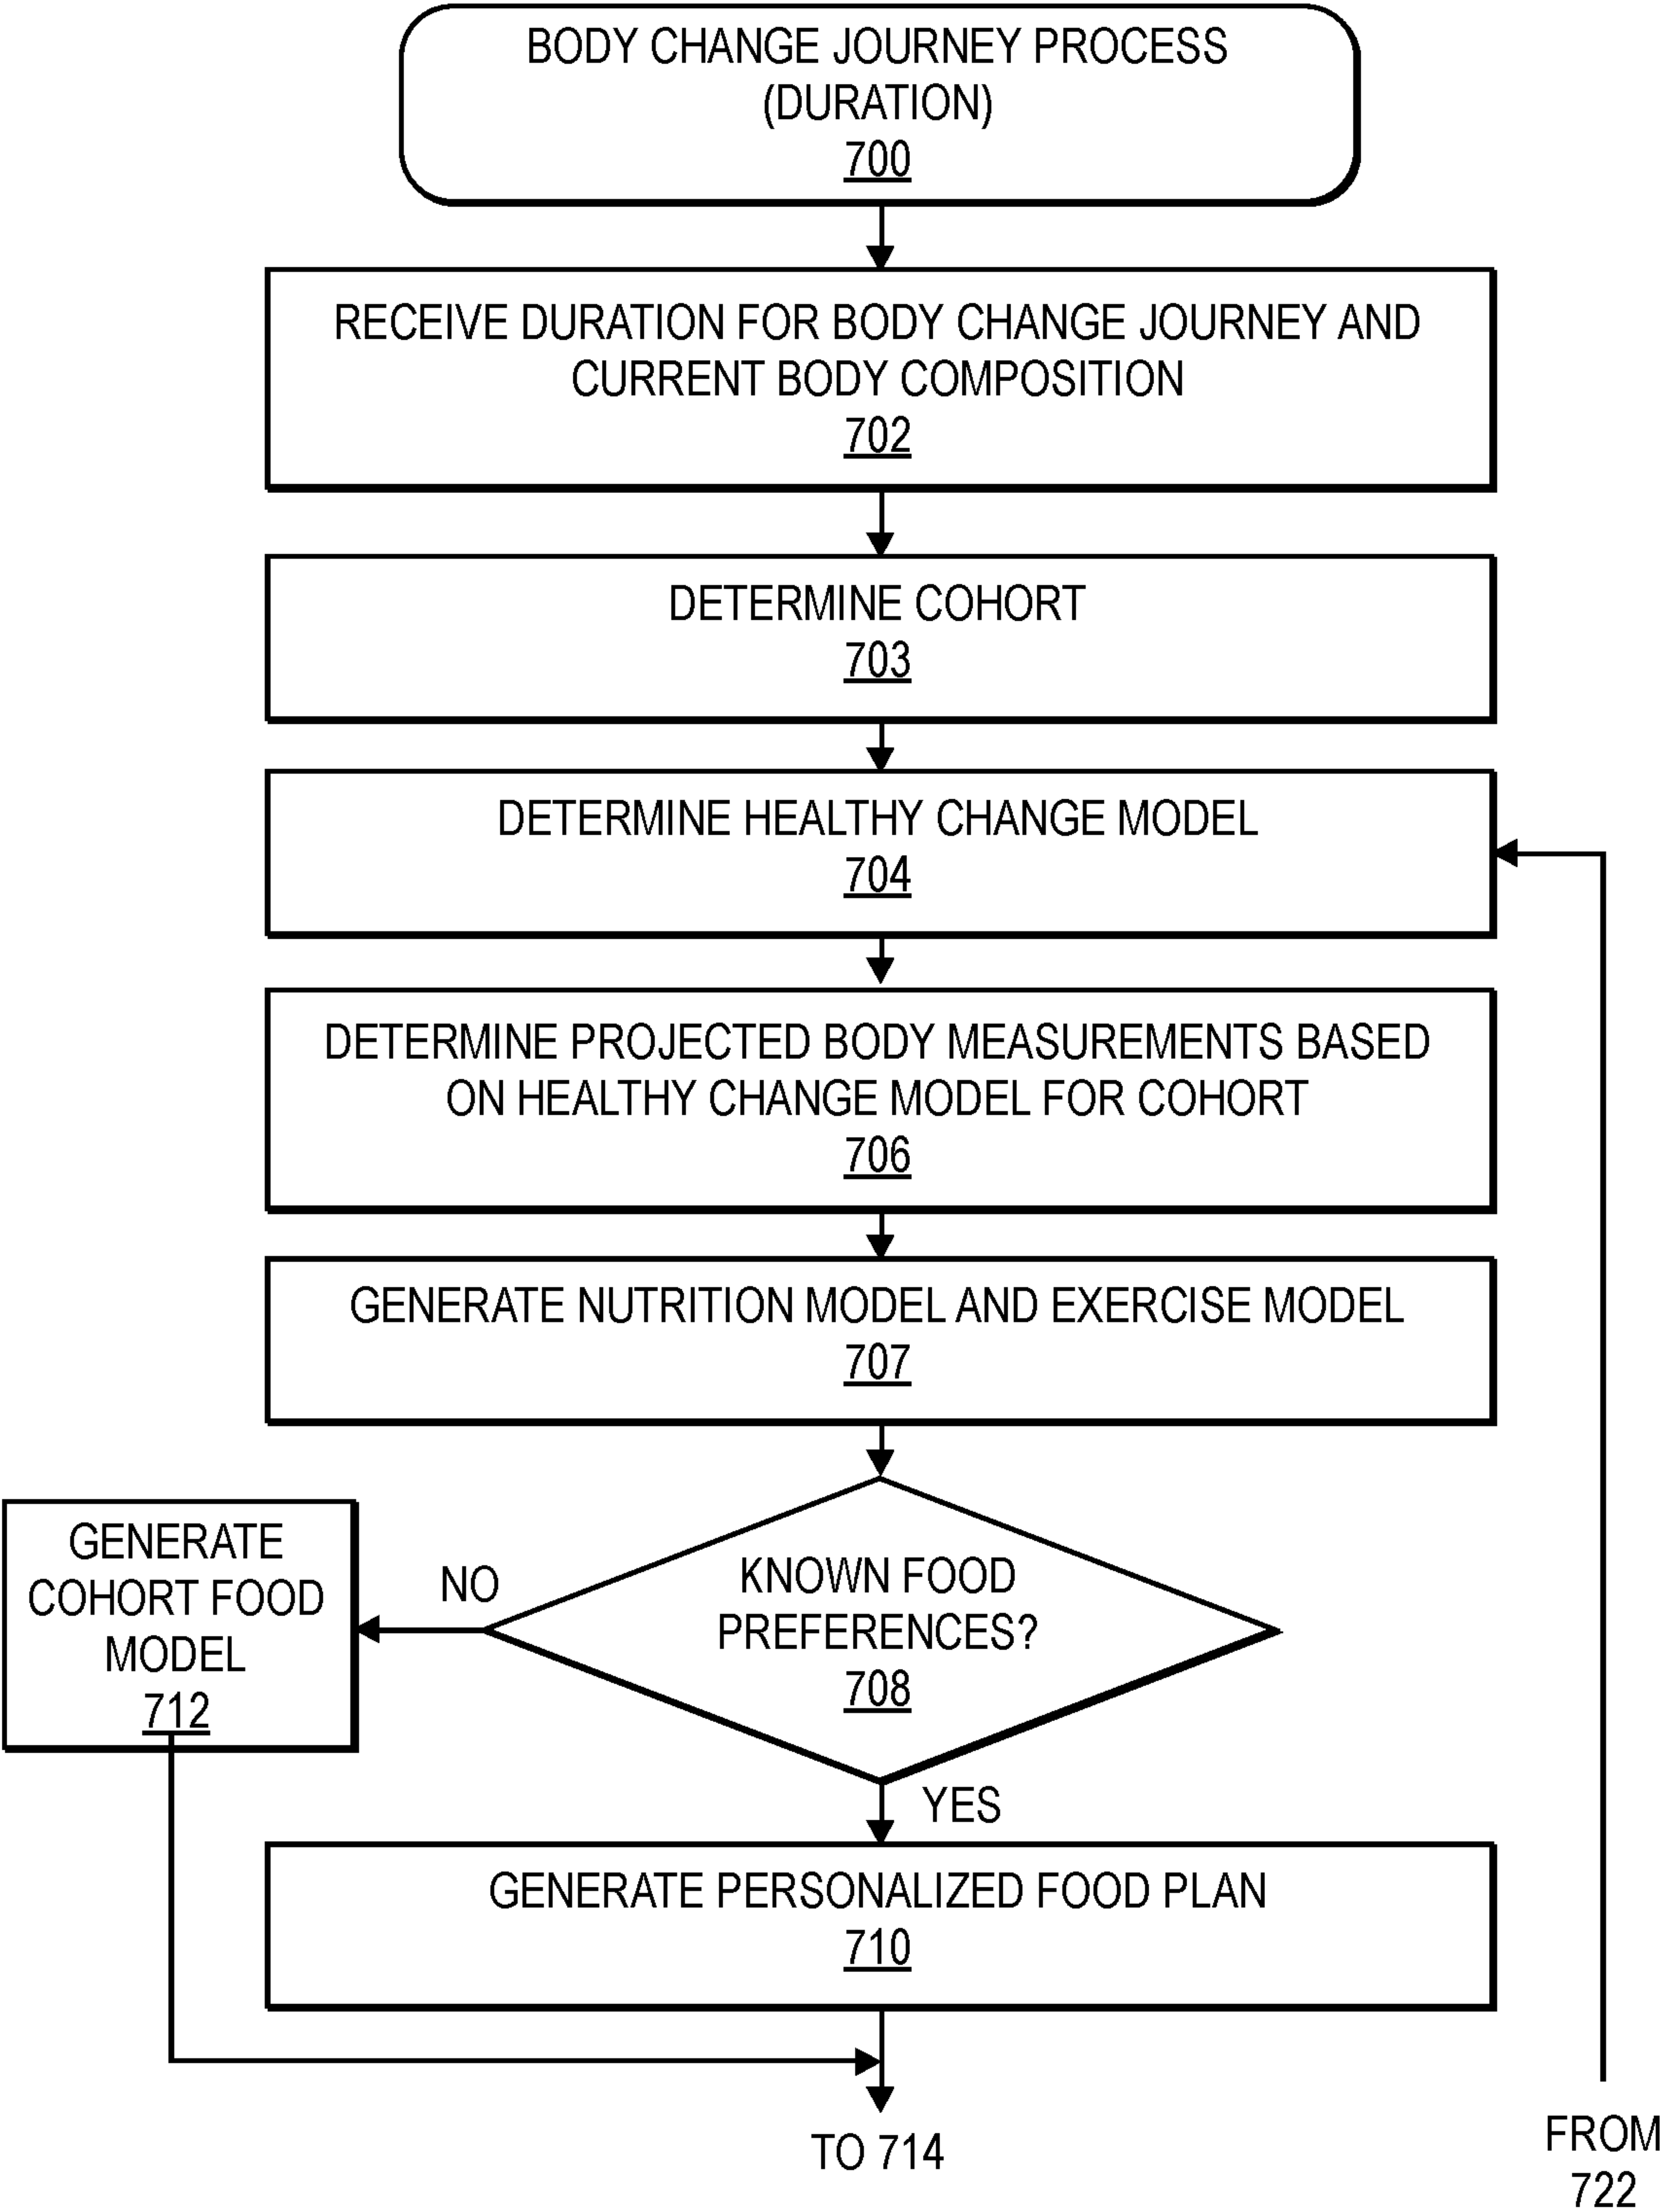 BODY CHANGE JOURNEY PROCESS
(DURATION)
700
RECEIVE DURATION FOR BODY CHANGE JOURNEY AND
CURRENT BODY COMPOSITION
702
DETERMINE COHORT
703
DETERMINE HEALTHY CHANGE MODEL
704
DETERMINE PROJECTED BODY MEASUREMENTS BASED
ON HEALTHY CHANGE MODEL FOR COHORT
706
GENERATE NUTRITION MODEL AND EXERCISE MODEL
707
GENERATE
COHORT FOOD
MODEL
712
NO
KNOWN FOOD
PREFERENCES?
708
YES
GENERATE PERSONALIZED FOOD PLAN
710
TO 714
FROM
722